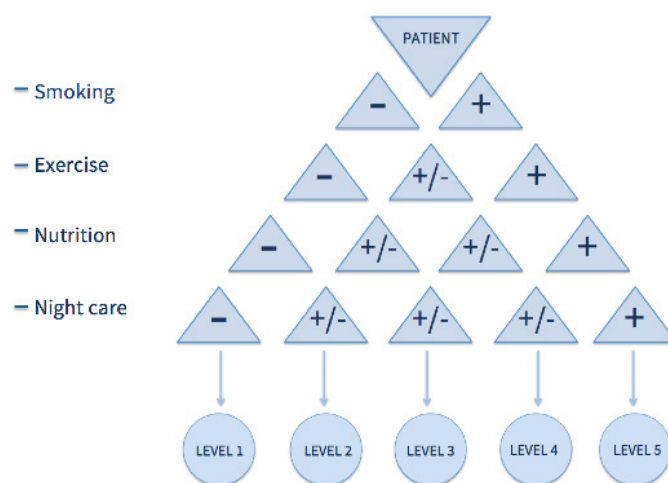 PATIENT
– Smoking
- +
– Exercise
- +/- +
– Nutrition
- +/- +/- +
– Night care
- +/- +/- +/- +
LEVEL 1 LEVEL 2 LEVEL 3 LEVEL 4 LEVEL 5